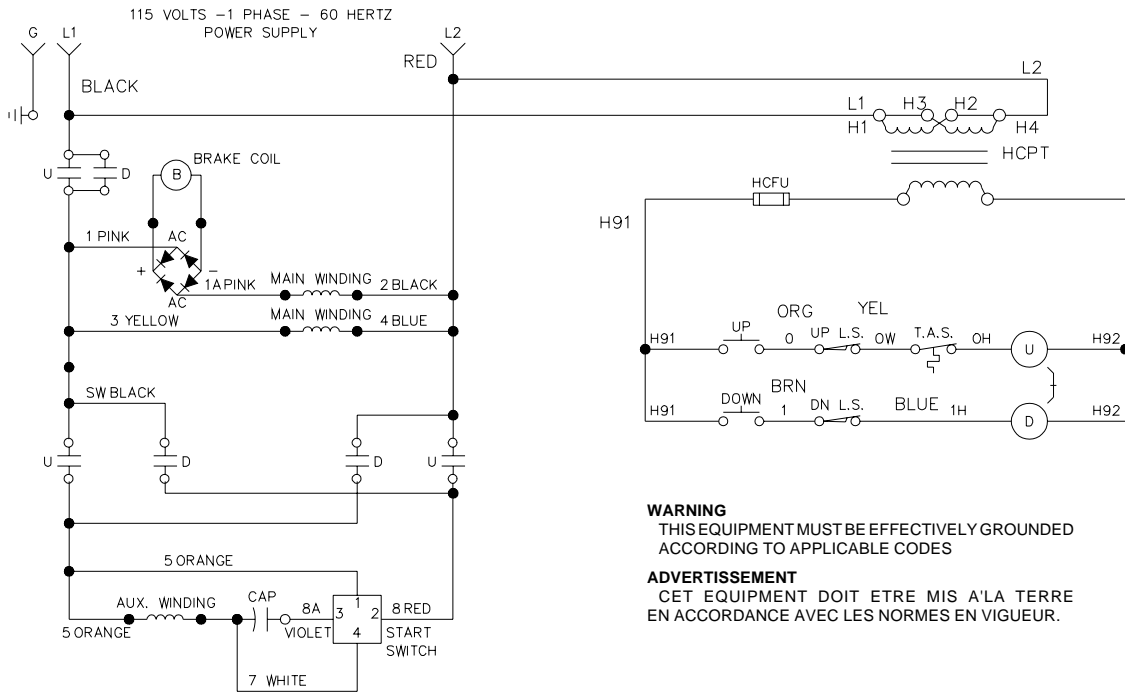 115 VOLTS -1 PHASE - 60 HERTZ
POWER SUPPLY
G L1 L2
BLACK RED L2
L1 H3 H2
H1 H4
HCPT
U D BRAKE COIL
B
HCFU
H91
1 PINK AC
+ -
1A PINK MAIN WINDING 2 BLACK
AC
3 YELLOW MAIN WINDING 4 BLUE
ORG YEL
H91 UP 0 UP L.S. OW T.A.S. OH U H92
SW BLACK
BRN
H91 DOWN 1 DN L.S. BLUE 1H D H92
U D D U
WARNING
THIS EQUIPMENT MUST BE EFFECTIVELY GROUNDED
ACCORDING TO APPLICABLE CODES
ADVERTISSEMENT
CET EQUIPMENT DOIT ETRE MIS A'LA TERRE
EN ACCORDANCE AVEC LES NORMES EN VIGUEUR.
5 ORANGE
AUX. WINDING CAP 8A 1 8 RED
3 2
5 ORANGE VIOLET 4 START
SWITCH
7 WHITE